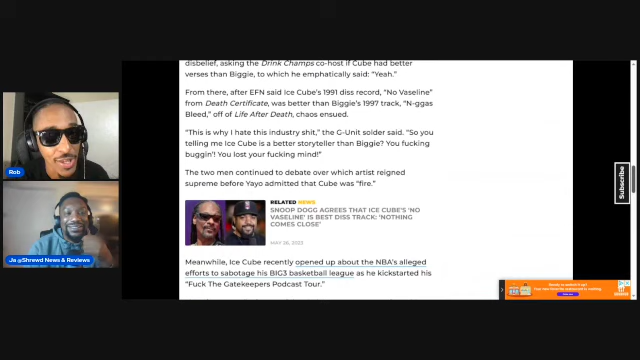 disbelief, asking the Drink Champs co-host if Cube had better
verses than Biggie, to which he emphatically said: “Yeah.”
From there, after EFN said Ice Cube’s 1991 diss record, “No Vaseline”
from Death Certificate, was better than Biggie’s 1997 track, “N-ggas
Bleed,” off of Life After Death, chaos ensued.
“This is why I hate this industry shit,” the G-Unit solder said. “So you
telling me Ice Cube is a better storyteller than Biggie? You fucking
buggin’! You lost your fucking mind!”
The two men continued to debate over which artist reigned
supreme before Yayo admitted that Cube was “fire.”
RELATED NEWS
SNOOP DOGG AGREES THAT ICE CUBE'S 'NO
VASELINE' IS BEST DISS TRACK: 'NOTHING
COMES CLOSE'
MAY 26, 2023
Meanwhile, Ice Cube recently opened up about the NBA’s alleged
efforts to sabotage his BIG3 basketball league as he kickstarted his
“Fuck The Gatekeepers Podcast Tour.”
Rob
Ja @Shrewd News & Reviews
Subscribe